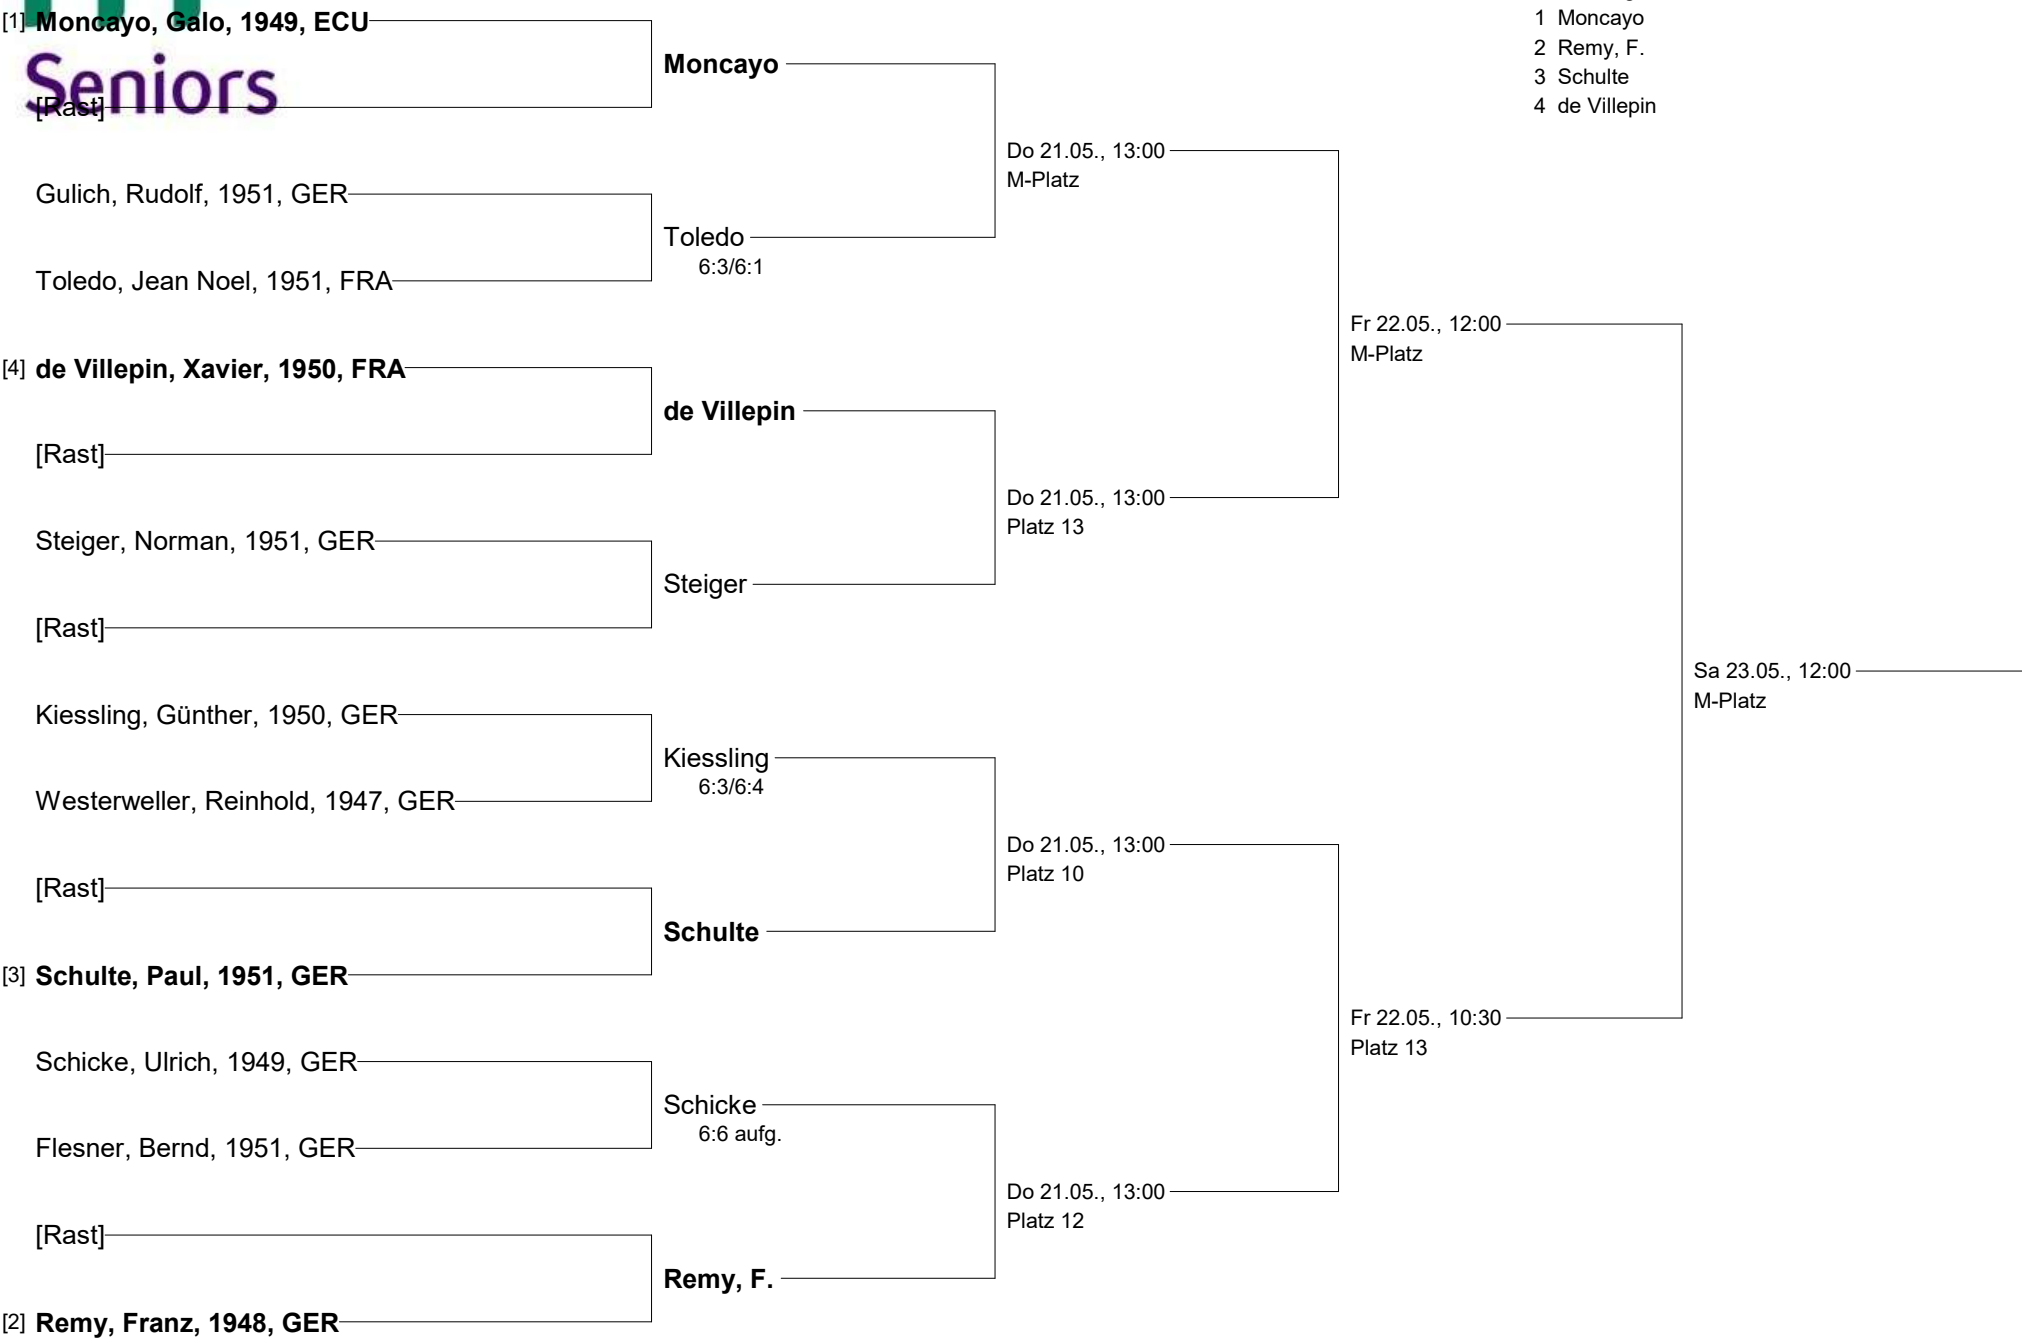 [1] Moncayo, Galo, 1949, ECU
Seniors
[Rast]
Gulich, Rudolf, 1951, GER
Toledo, Jean Noel, 1951, FRA
[4] de Villepin, Xavier, 1950, FRA
[Rast]
Steiger, Norman, 1951, GER
[Rast]
Kiessling, Günther, 1950, GER
Westerweller, Reinhold, 1947, GER
[Rast]
[3] Schulte, Paul, 1951, GER
Schicke, Ulrich, 1949, GER
Flesner, Bernd, 1951, GER
[Rast]
[2] Remy, Franz, 1948, GER
Moncayo
Toledo
6:3/6:1
de Villepin
Steiger
Kiessling
6:3/6:4
Schulte
Schicke
6:6 aufg.
Remy, F.
Do 21.05., 13:00
M-Platz
Do 21.05., 13:00
Platz 13
Do 21.05., 13:00
Platz 10
Do 21.05., 13:00
Platz 12
Fr 22.05., 12:00
M-Platz
Fr 22.05., 10:30
Platz 13
Sa 23.05., 12:00
M-Platz
1 Moncayo
2 Remy, F.
3 Schulte
4 de Villepin